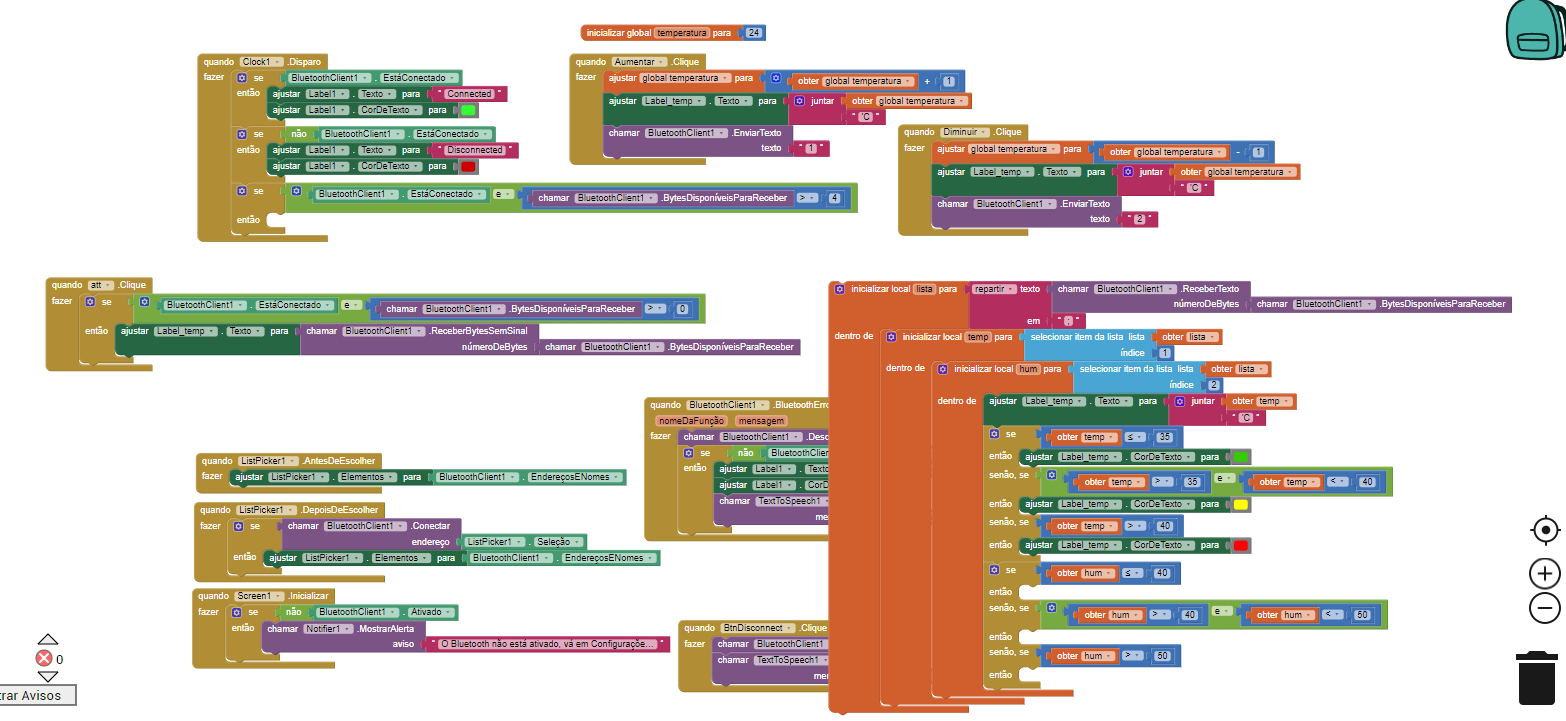 inicializar global temperatura para 24
quando Clock1 .Disparo
fazer se BluetoothClient1 . EstáConectado
então ajustar Label1 . Texto para " Connected "
ajustar Label1 . CorDeTexto para
se não BluetoothClient1 . EstáConectado
então ajustar Label1 . Texto para " Disconnected "
ajustar Label1 . CorDeTexto para
se BluetoothClient1 . EstáConectado e chamar BluetoothClient1 .BytesDisponíveisParaReceber > 4
então
quando Aumentar .Clique
fazer ajustar global temperatura para obter global temperatura + 1
ajustar Label_temp . Texto para juntar obter global temperatura
" °C "
chamar BluetoothClient1 .EnviarTexto
texto " 1 "
quando Diminuir .Clique
fazer ajustar global temperatura para obter global temperatura - 1
ajustar Label_temp . Texto para juntar obter global temperatura
" °C "
chamar BluetoothClient1 .EnviarTexto
texto " 2 "
quando att .Clique
fazer se BluetoothClient1 . EstáConectado e chamar BluetoothClient1 .BytesDisponíveisParaReceber > 0
então ajustar Label_temp . Texto para chamar BluetoothClient1 .ReceberBytesSemSinal
númeroDeBytes chamar BluetoothClient1 .BytesDisponíveisParaReceber
inicializar local lista para repartir texto chamar BluetoothClient1 .ReceberTexto
númeroDeBytes chamar BluetoothClient1 .BytesDisponíveisParaReceber
em
dentro de inicializar local temp para selecionar item da lista lista obter lista
índice 1
dentro de inicializar local hum para selecionar item da lista lista obter lista
índice 2
dentro de ajustar Label_temp . Texto para juntar obter temp
" °C "
se obter temp ≤ 35
então ajustar Label_temp . CorDeTexto para
senão, se obter temp > 35 e obter temp < 40
então ajustar Label_temp . CorDeTexto para
senão, se obter temp > 40
então ajustar Label_temp . CorDeTexto para
se obter hum ≤ 40
então
senão, se obter hum > 40 e obter hum < 50
então
senão, se obter hum > 50
então
quando BluetoothClient1 .BluetoothErro
nomeDaFunção mensagem
fazer chamar BluetoothClient1 .Desc
se não BluetoothClien
então ajustar Label1 . Texto
ajustar Label1 . CorD
chamar TextToSpeech1
me
quando ListPicker1 .AntesDeEscolher
fazer ajustar ListPicker1 . Elementos para BluetoothClient1 . EndereçosENomes
quando ListPicker1 .DepoisDeEscolher
fazer se chamar BluetoothClient1 .Conectar
endereço ListPicker1 . Seleção
então ajustar ListPicker1 . Elementos para BluetoothClient1 . EndereçosENomes
quando Screen1 .Inicializar
fazer se não BluetoothClient1 . Ativado
então chamar Notifier1 .MostrarAlerta
aviso " O Bluetooth não está ativado, vá em Configuraçõe... "
quando BtnDisconnect .Clique
fazer chamar BluetoothClient1
chamar TextToSpeech1
me
0
trar Avisos